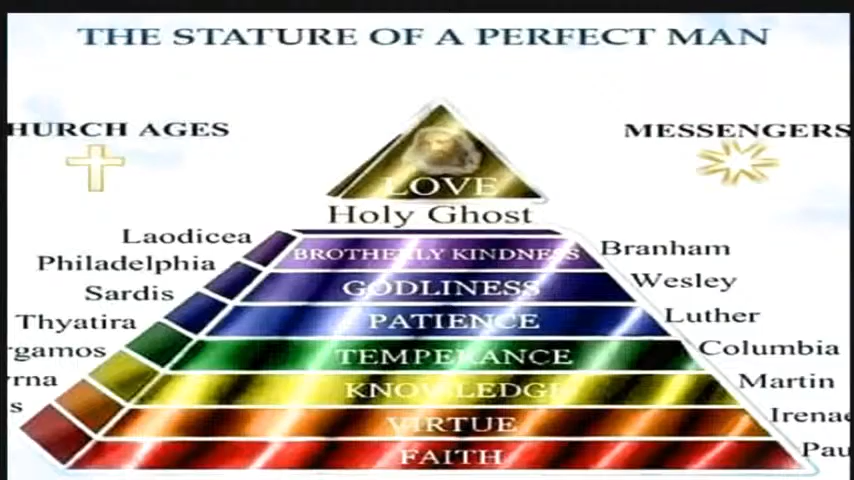 THE STATURE OF A PERFECT MAN
HURCH AGES
MESSENGERS
LOVE
Holy Ghost
Laodicea BROTHERLY KINDNESS Branham
Philadelphia GODLINESS Wesley
Sardis PATIENCE Luther
Thyatira TEMPERANCE Columbia
rgamos KNOWLEDGE Martin
rna VIRTUE Irenae
s FAITH Pau